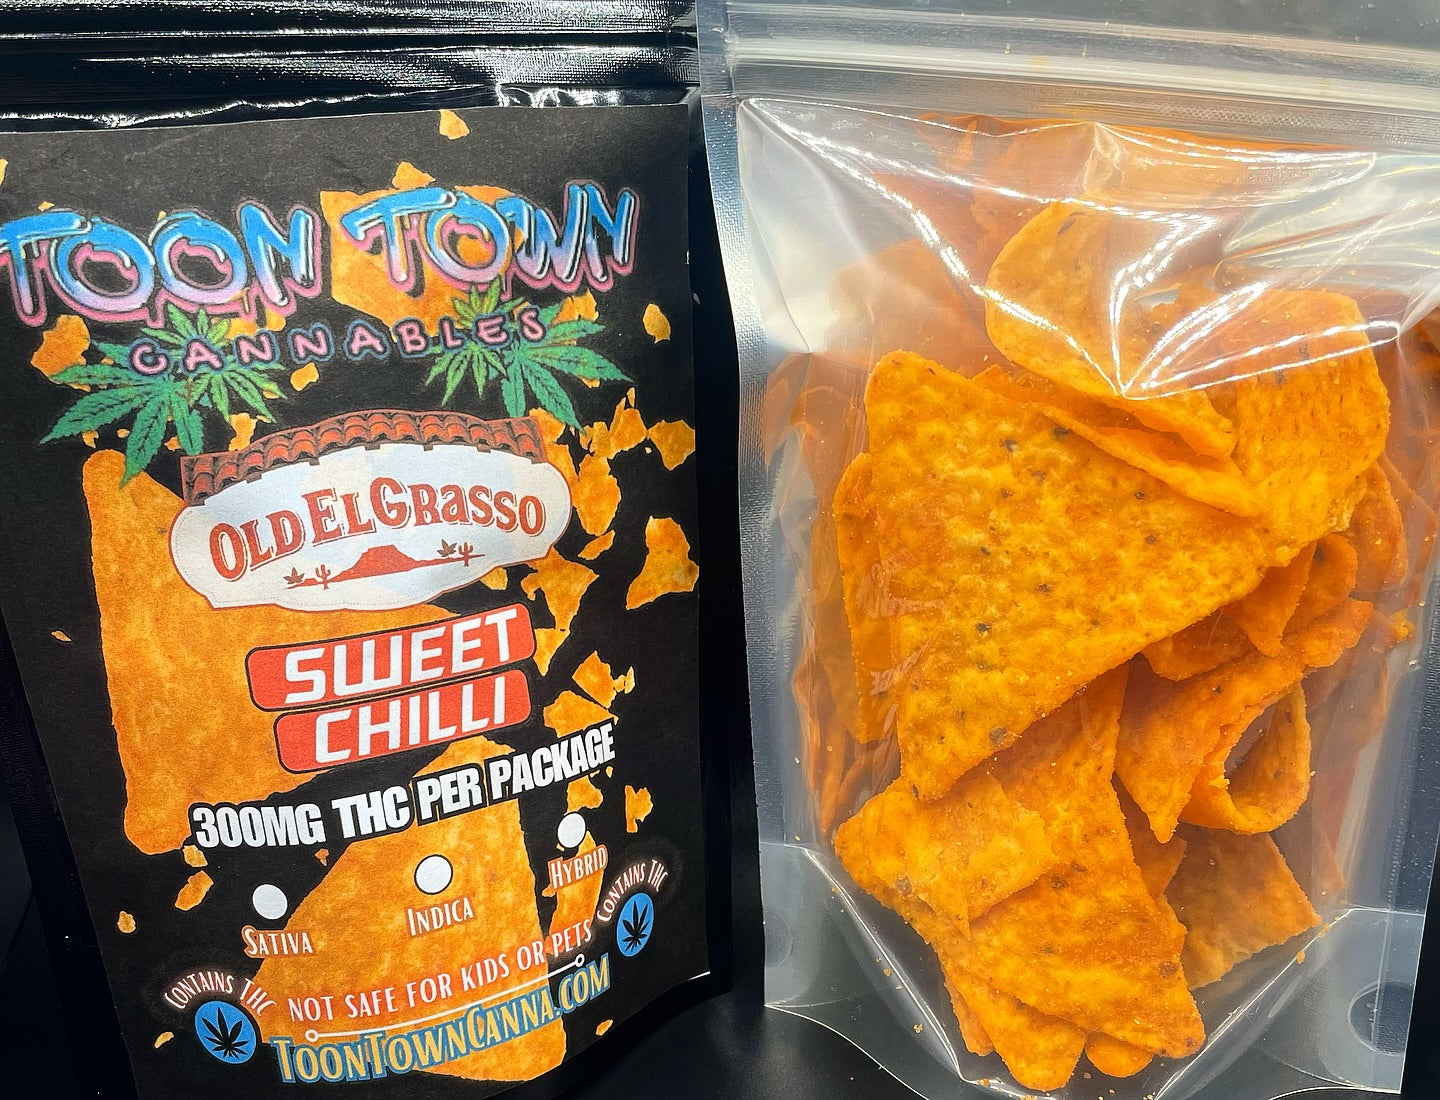 TOON TOWN
CANNABLES
OLD EL GRASSO
SWEET
CHILLI
300MG THC PER PACKAGE
SATIVA
INDICA
HYBRID
CONTAINS THC
CONTAINS THC
NOT SAFE FOR KIDS OR PETS
TOONTOWNCANNA.COM